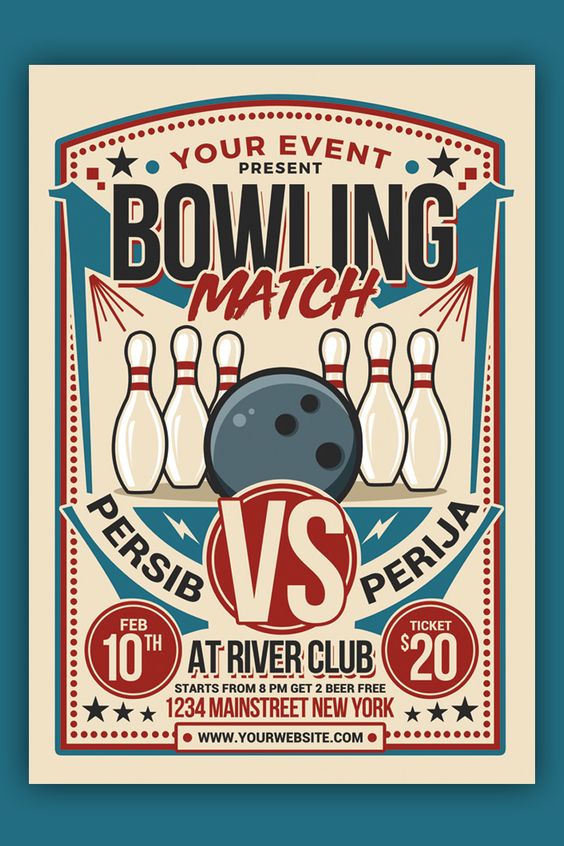 YOUR EVENT
PRESENT
BOWLING
MATCH
PERSIB
VS
PERIJA
FEB
10TH
AT RIVER CLUB
TICKET
$20
STARTS FROM 8 PM GET 2 BEER FREE
1234 MAINSTREET NEW YORK
WWW.YOURWEBSITE.COM